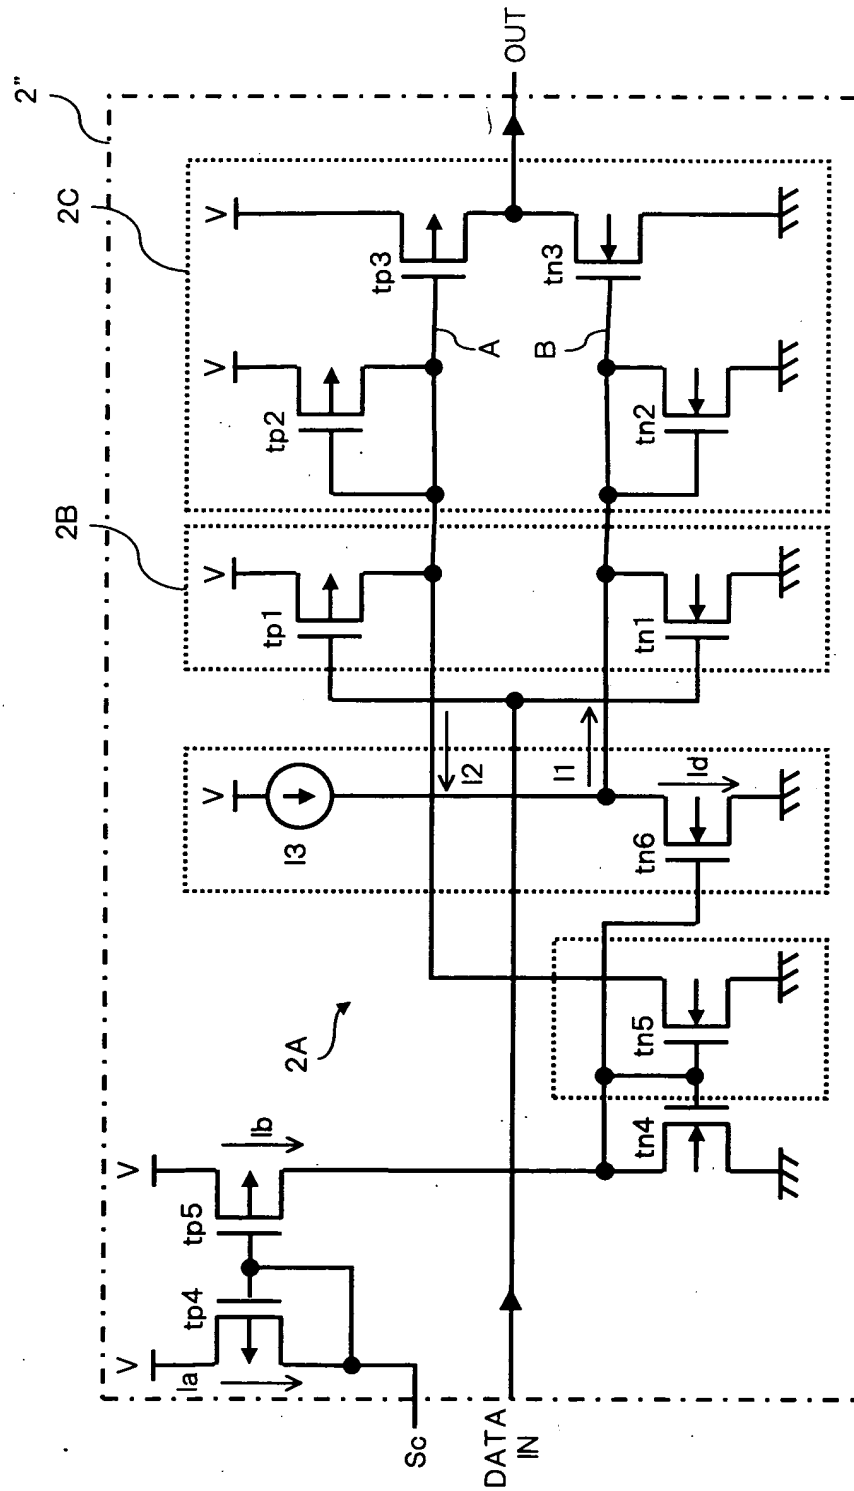 2"
2C
2B
2A
V
V
V
V
V
V
tp4
tp5
tp1
tp2
tp3
Ia
Ib
I3
I2
I1
Id
A
B
tn4
tn5
tn6
tn1
tn2
tn3
Sc
DATA
IN
OUT